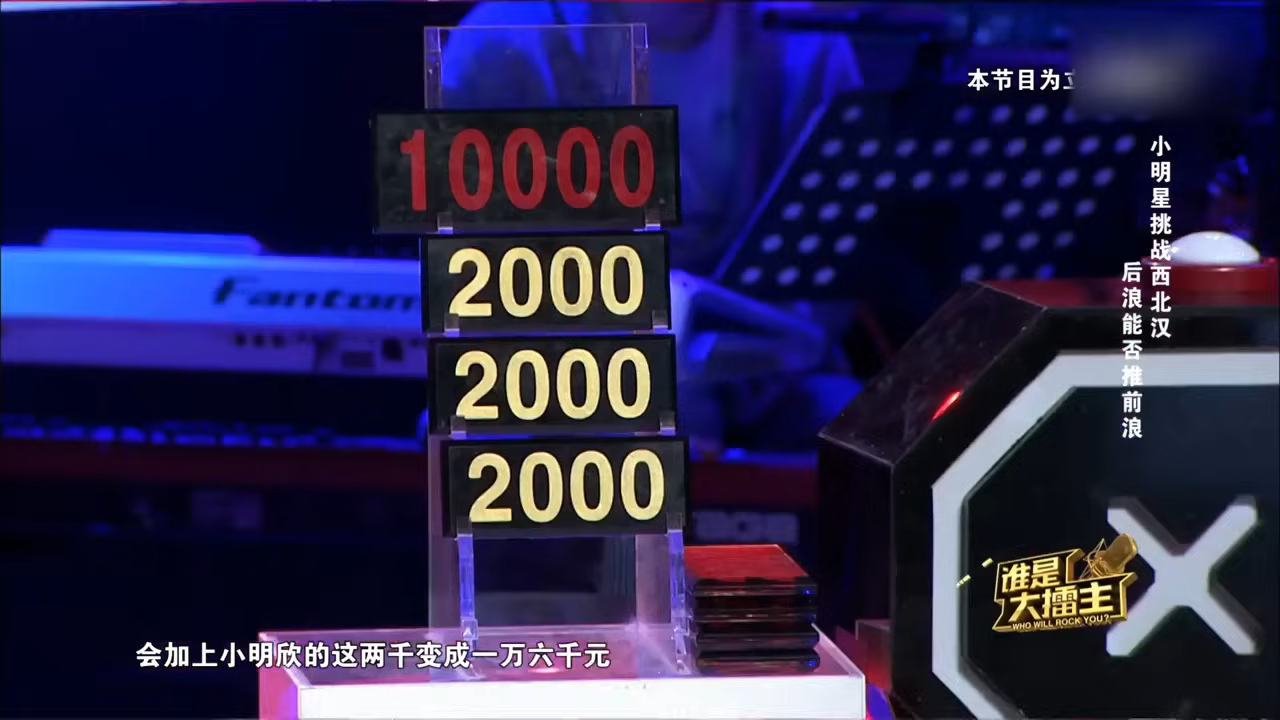 本节目为立
小明星挑战西北汉
后浪能否推前浪
10000
2000
2000
2000
Fantom
BOSS
谁是
大擂主
WHO WILL ROCK YOU?
会加上小明欣的这两千变成一万六千元